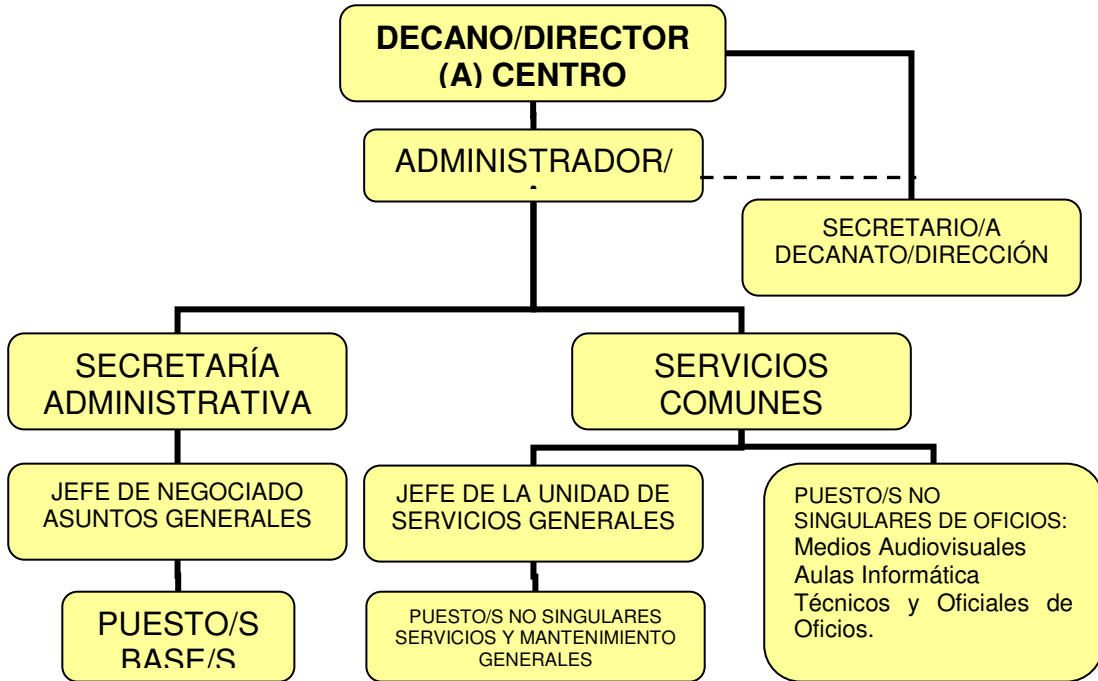 DECANO/DIRECTOR
(A) CENTRO
ADMINISTRADOR/
SECRETARIO/A
DECANATO/DIRECCIÓN
SECRETARÍA
ADMINISTRATIVA
SERVICIOS
COMUNES
JEFE DE NEGOCIADO
ASUNTOS GENERALES
JEFE DE LA UNIDAD DE
SERVICIOS GENERALES
PUESTO/S NO
SINGULARES DE OFICIOS:
Medios Audiovisuales
Aulas Informática
Técnicos y Oficiales de
Oficios.
PUESTO/S
BASE/S
PUESTO/S NO SINGULARES
SERVICIOS Y MANTENIMIENTO
GENERALES